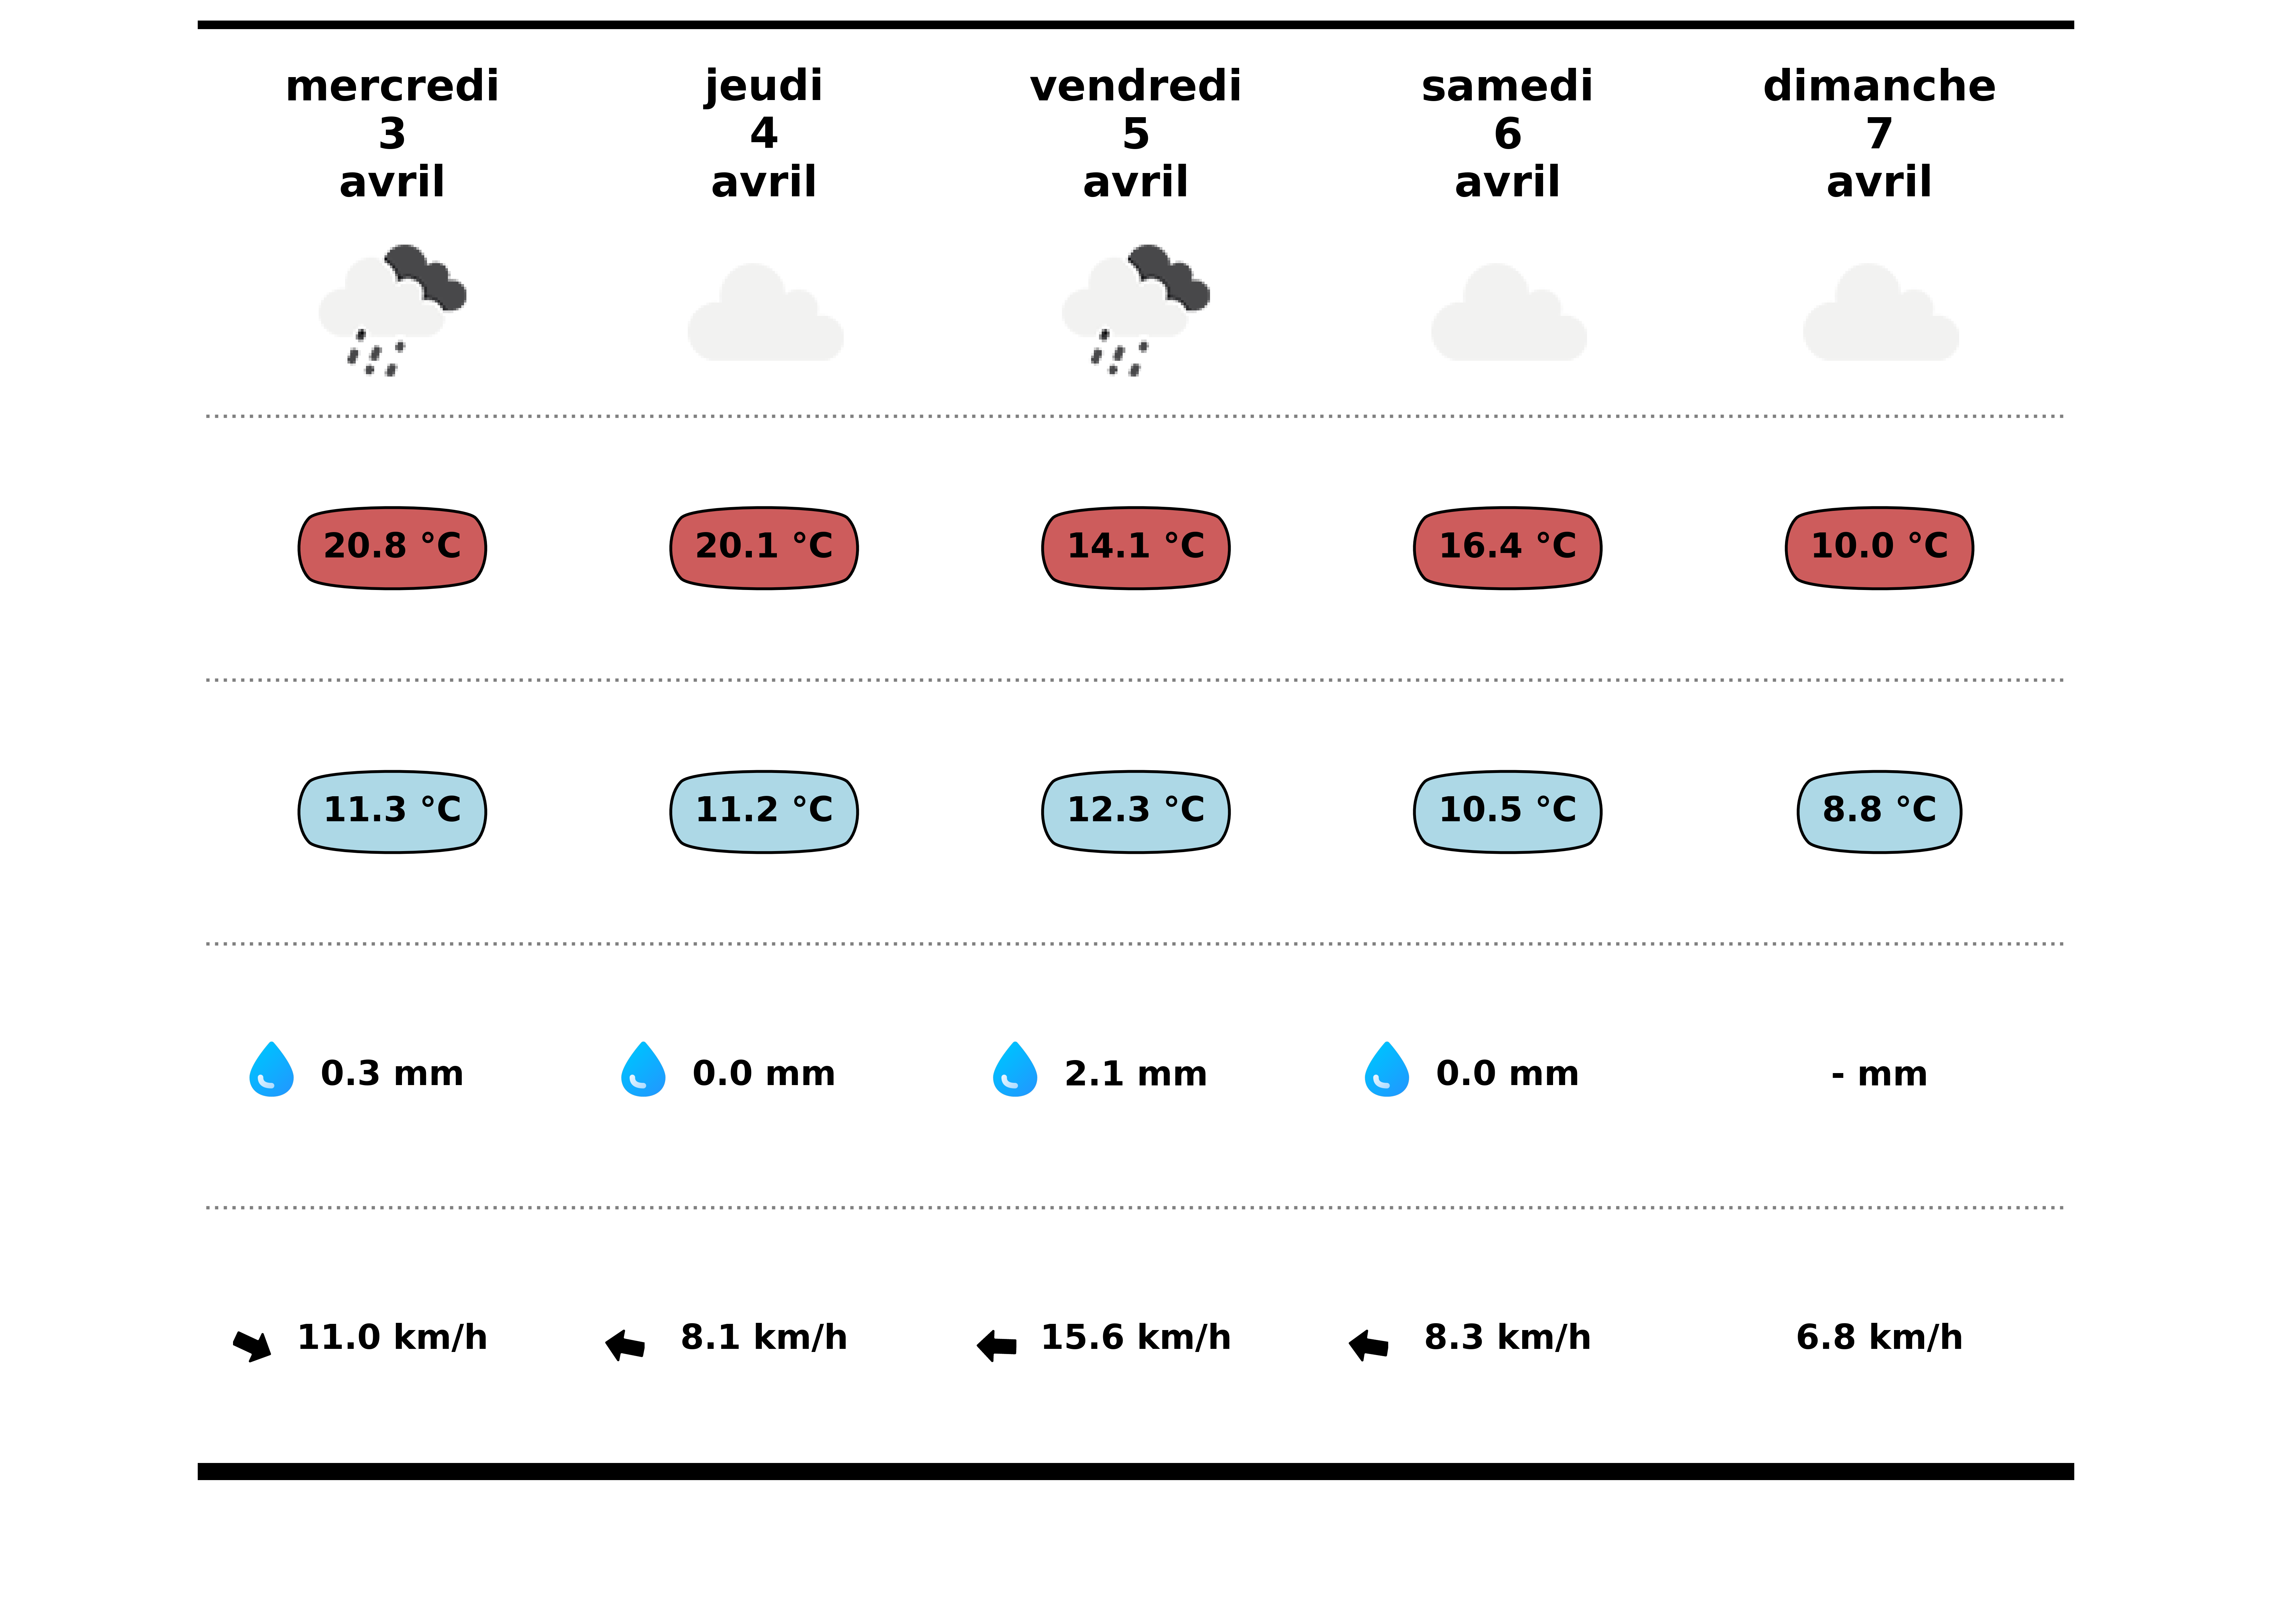 mercredi
3
avril
jeudi
4
avril
vendredi
5
avril
samedi
6
avril
dimanche
7
avril
20.8 °C
20.1 °C
14.1 °C
16.4 °C
10.0 °C
11.3 °C
11.2 °C
12.3 °C
10.5 °C
8.8 °C
0.3 mm
0.0 mm
2.1 mm
0.0 mm
- mm
11.0 km/h
8.1 km/h
15.6 km/h
8.3 km/h
6.8 km/h